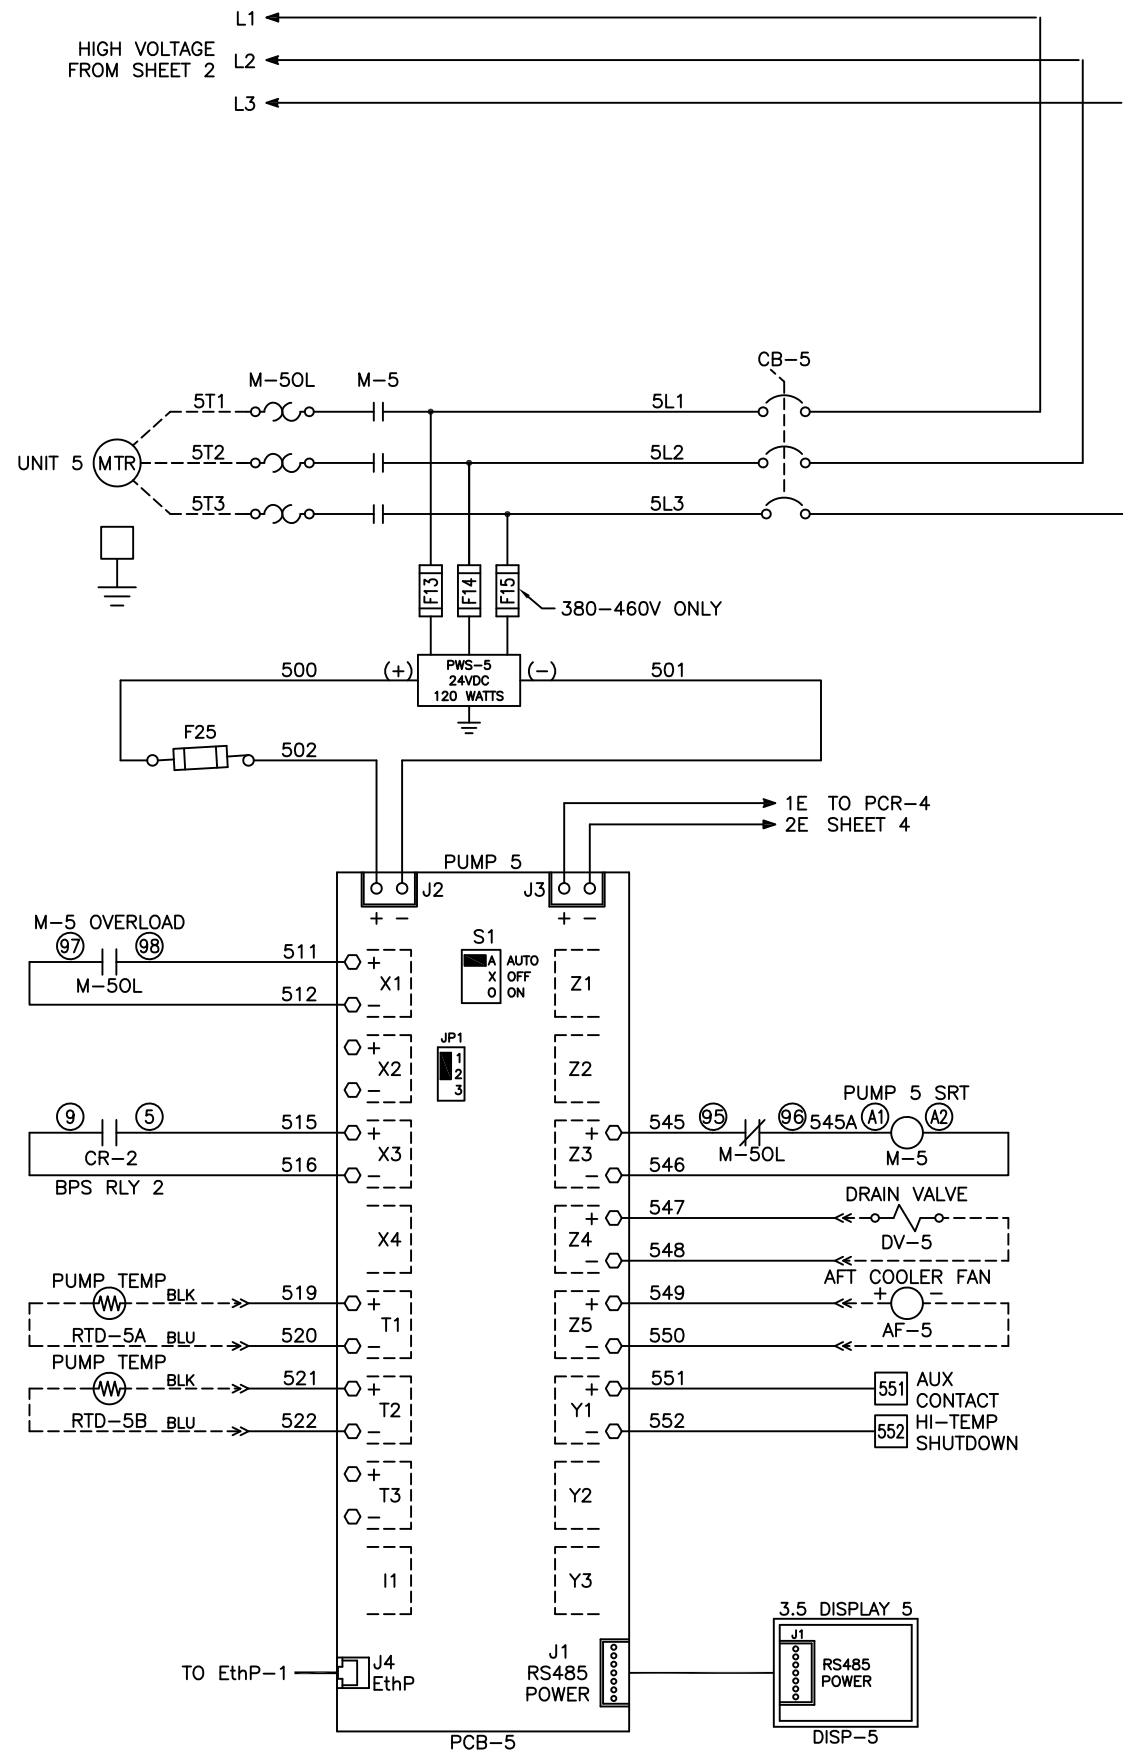 L1
HIGH VOLTAGE
FROM SHEET 2
L2
L3
CB-5
M-5OL
M-5
5T1
5L1
UNIT 5
MTR
5T2
5L2
5T3
5L3
F13
F14
F15
380-460V ONLY
500
(+)
PWS-5
24VDC
120 WATTS
(-)
501
F25
502
1E TO PCR-4
2E SHEET 4
PUMP 5
J2
J3
+ -
+ -
M-5 OVERLOAD
97
98
M-5OL
511
512
+
X1
-
S1
A AUTO
X OFF
O ON
Z1
JP1
1
2
3
+
X2
-
Z2
9
5
CR-2
BPS RLY 2
515
516
+
X3
-
+
Z3
-
545
546
95
96
M-5OL
545A
PUMP 5 SRT
A1
A2
M-5
X4
+
Z4
-
547
548
DRAIN VALVE
DV-5
PUMP TEMP
BLK
RTD-5A
BLU
519
520
+
T1
-
+
Z5
-
549
550
AFT COOLER FAN
+ -
AF-5
PUMP TEMP
BLK
RTD-5B
BLU
521
522
+
T2
-
+
Y1
-
551
552
551
AUX
CONTACT
552
HI-TEMP
SHUTDOWN
+
T3
-
Y2
I1
Y3
TO EthP-1
J4
EthP
J1
RS485
POWER
3.5 DISPLAY 5
J1
RS485
POWER
DISP-5
PCB-5